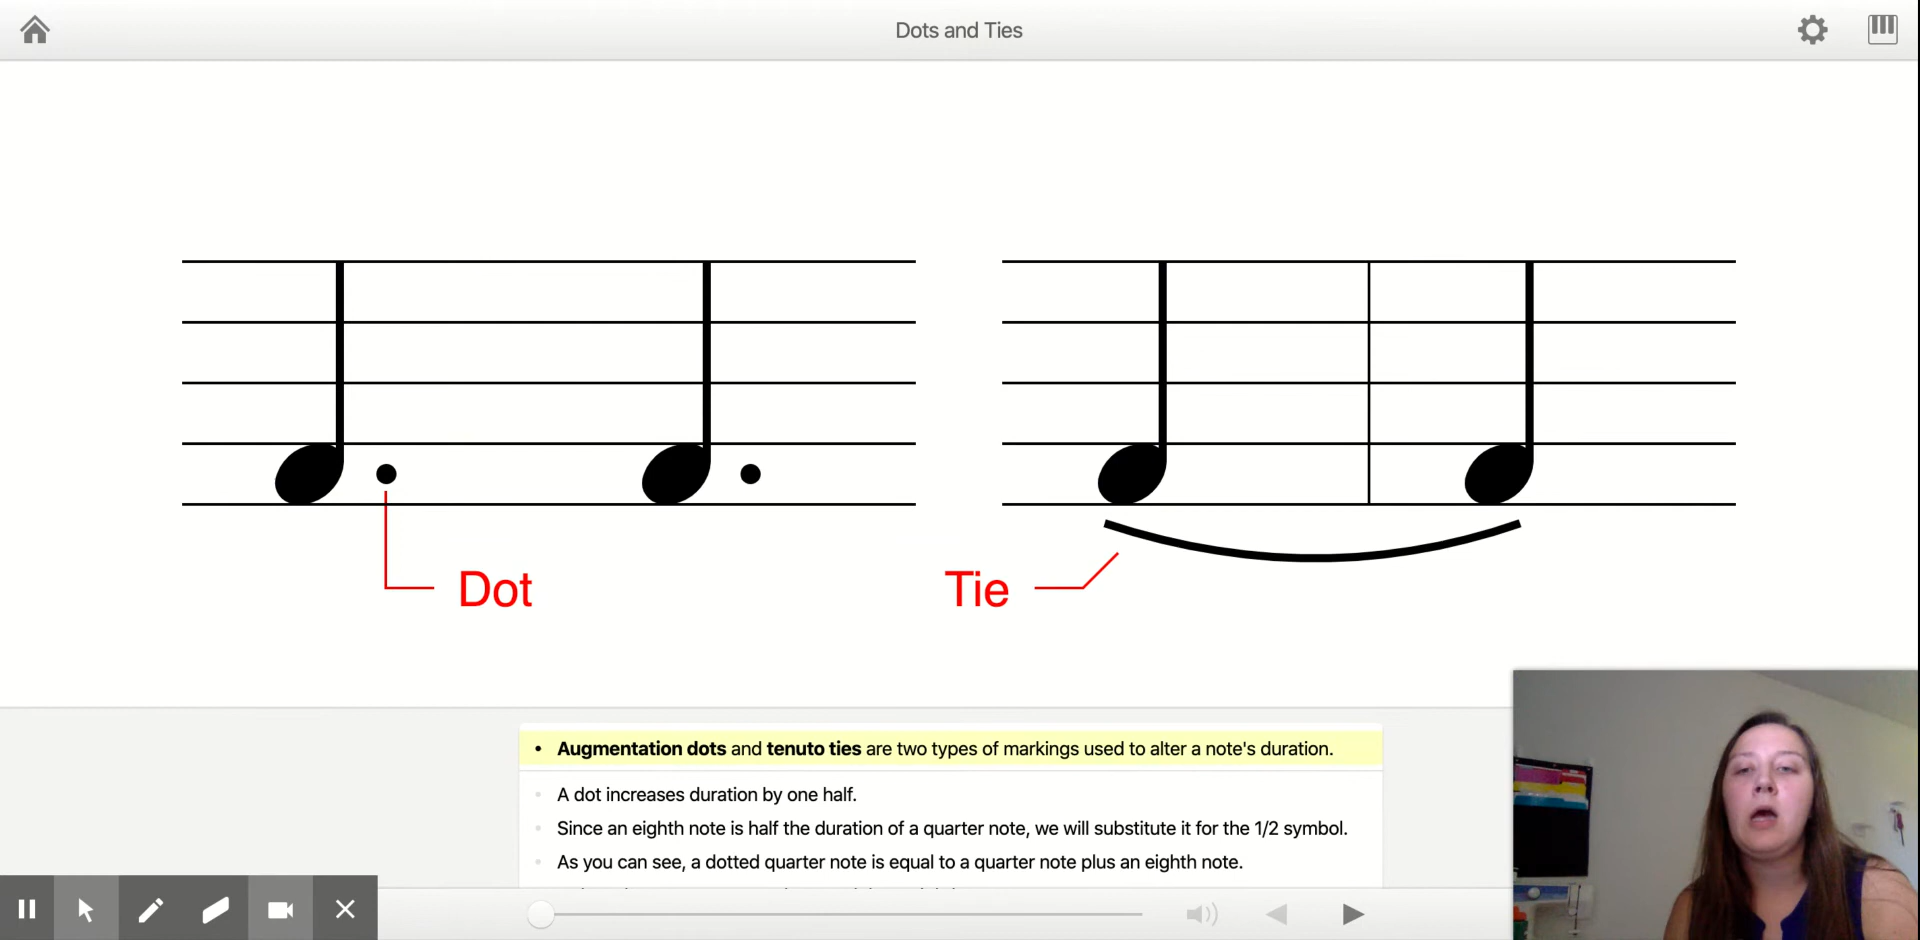 Dots and Ties
Dot
Tie
• Augmentation dots and tenuto ties are two types of markings used to alter a note's duration.
• A dot increases duration by one half.
• Since an eighth note is half the duration of a quarter note, we will substitute it for the 1/2 symbol.
• As you can see, a dotted quarter note is equal to a quarter note plus an eighth note.